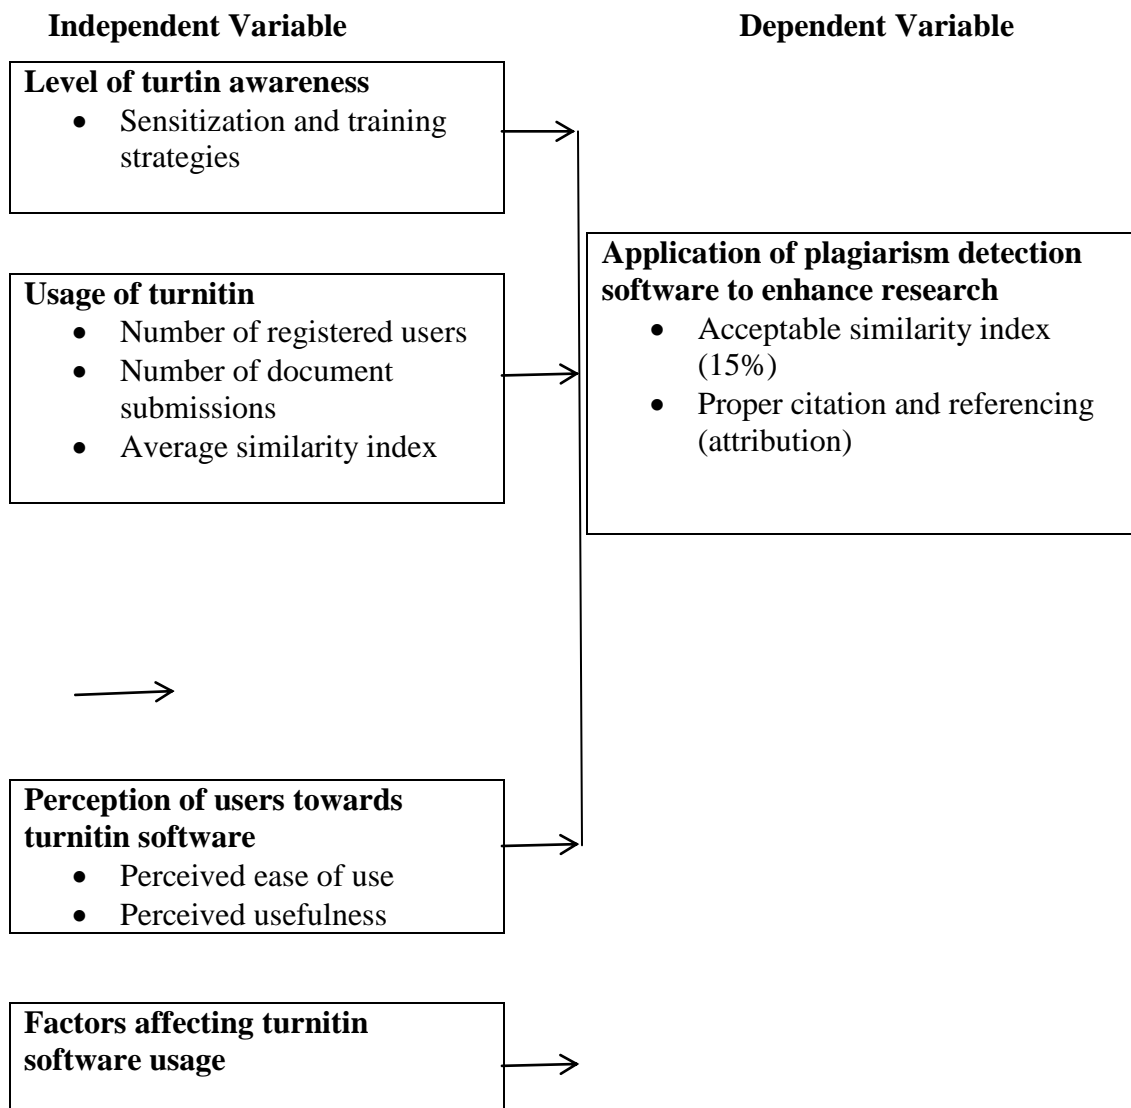 Independent Variable
Dependent Variable
Level of turtin awareness
• Sensitization and training
strategies
Usage of turnitin
• Number of registered users
• Number of document
submissions
• Average similarity index
Application of plagiarism detection
software to enhance research
• Acceptable similarity index
(15%)
• Proper citation and referencing
(attribution)
Perception of users towards
turnitin software
• Perceived ease of use
• Perceived usefulness
Factors affecting turnitin
software usage